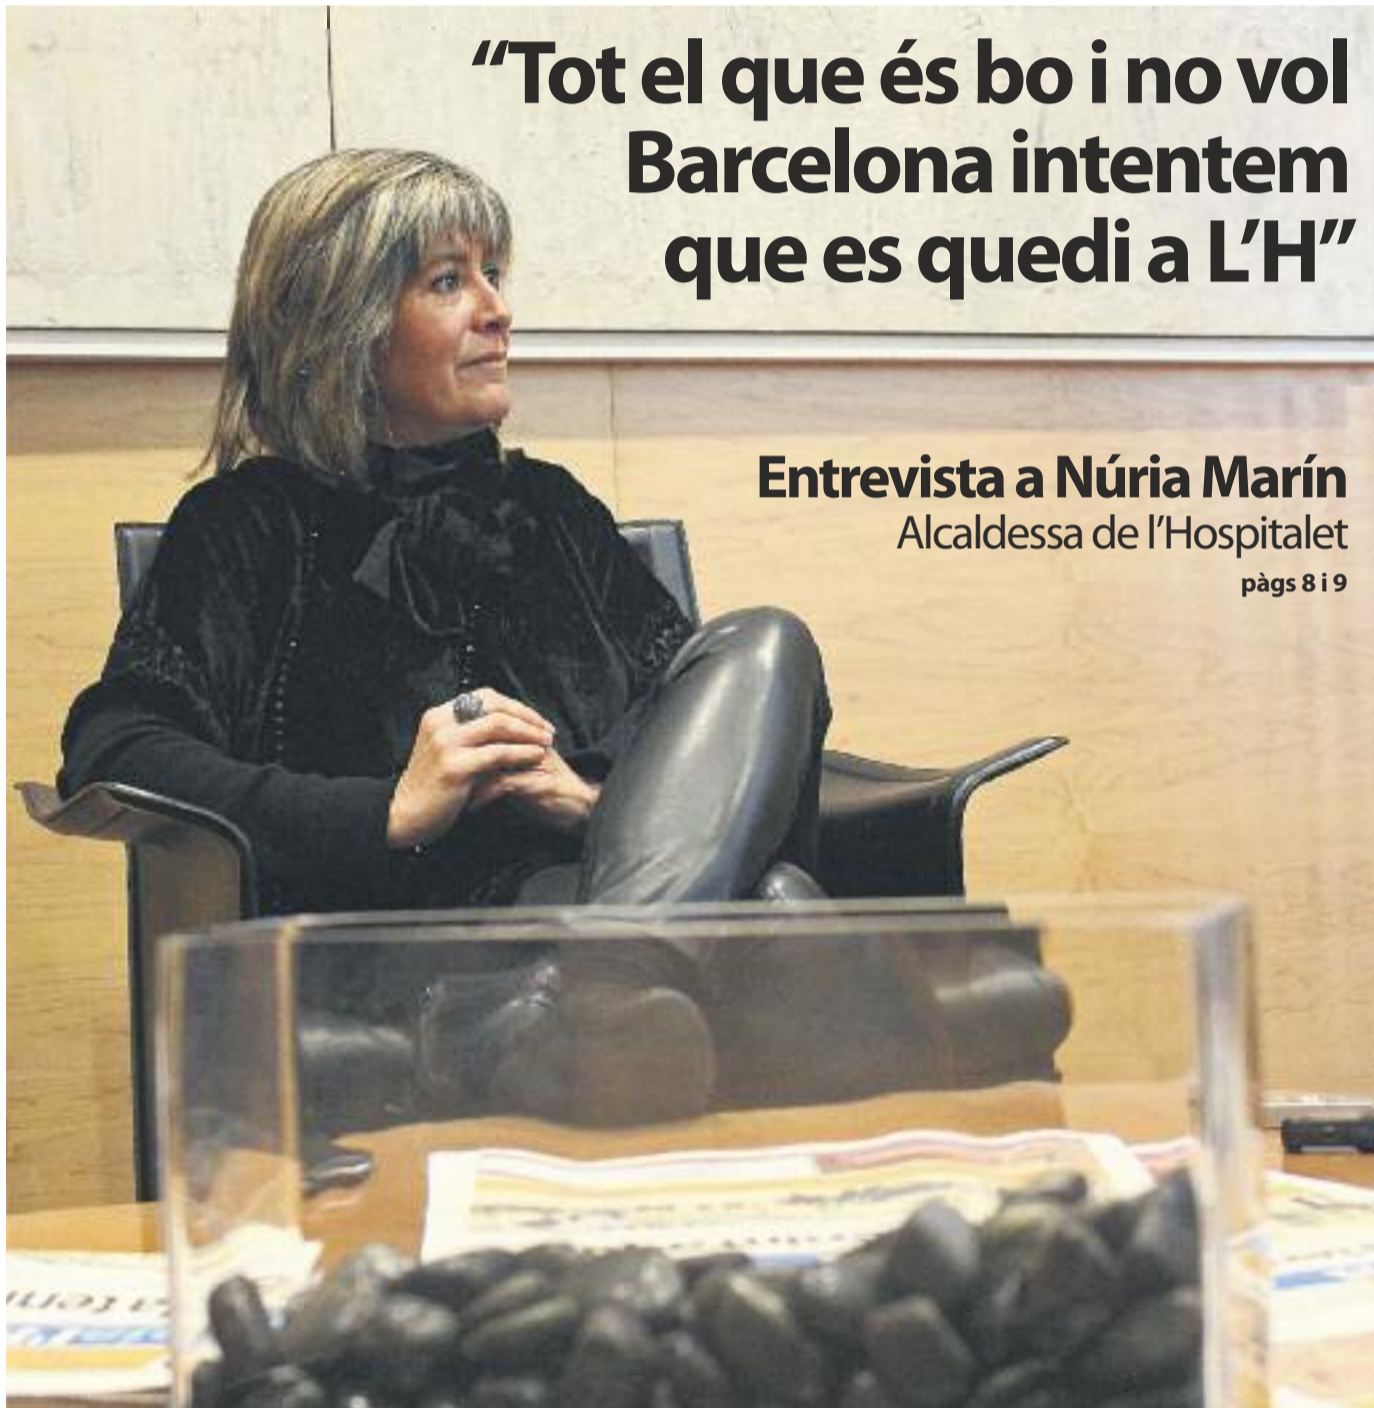 “Tot el que és bo i no vol
Barcelona intentem
que es quedi a L’H”
Entrevista a Núria Marín
Alcaldessa de l’Hospitalet
pàgs 8 i 9